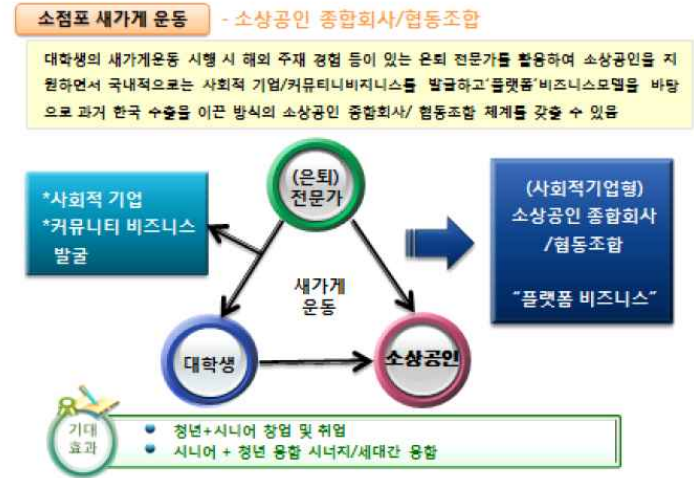 소점포 새가게 운동 - 소상공인 종합회사/협동조합
대학생의 새가게운동 시행 시 해외 주재 경험 등이 있는 은퇴 전문가를 활용하여 소상공인을 지
원하면서 국내적으로는 사회적 기업/커뮤니티니비지니스를 발굴하고'플랫폼'비즈니스모델을 바탕
으로 과거 한국 수출을 이끈 방식의 소상공인 종합회사/ 협동조합 체계를 갖출 수 있음
*사회적 기업
*커뮤니티 비즈니스
발굴
(은퇴)
전문가
새가게
운동
대학생
소상공인
(사회적기업형)
소상공인 종합회사
/협동조합
"플랫폼 비즈니스"
기대
효과
청년+시니어 창업 및 취업
시니어 + 청년 융합 시너지/세대간 융합